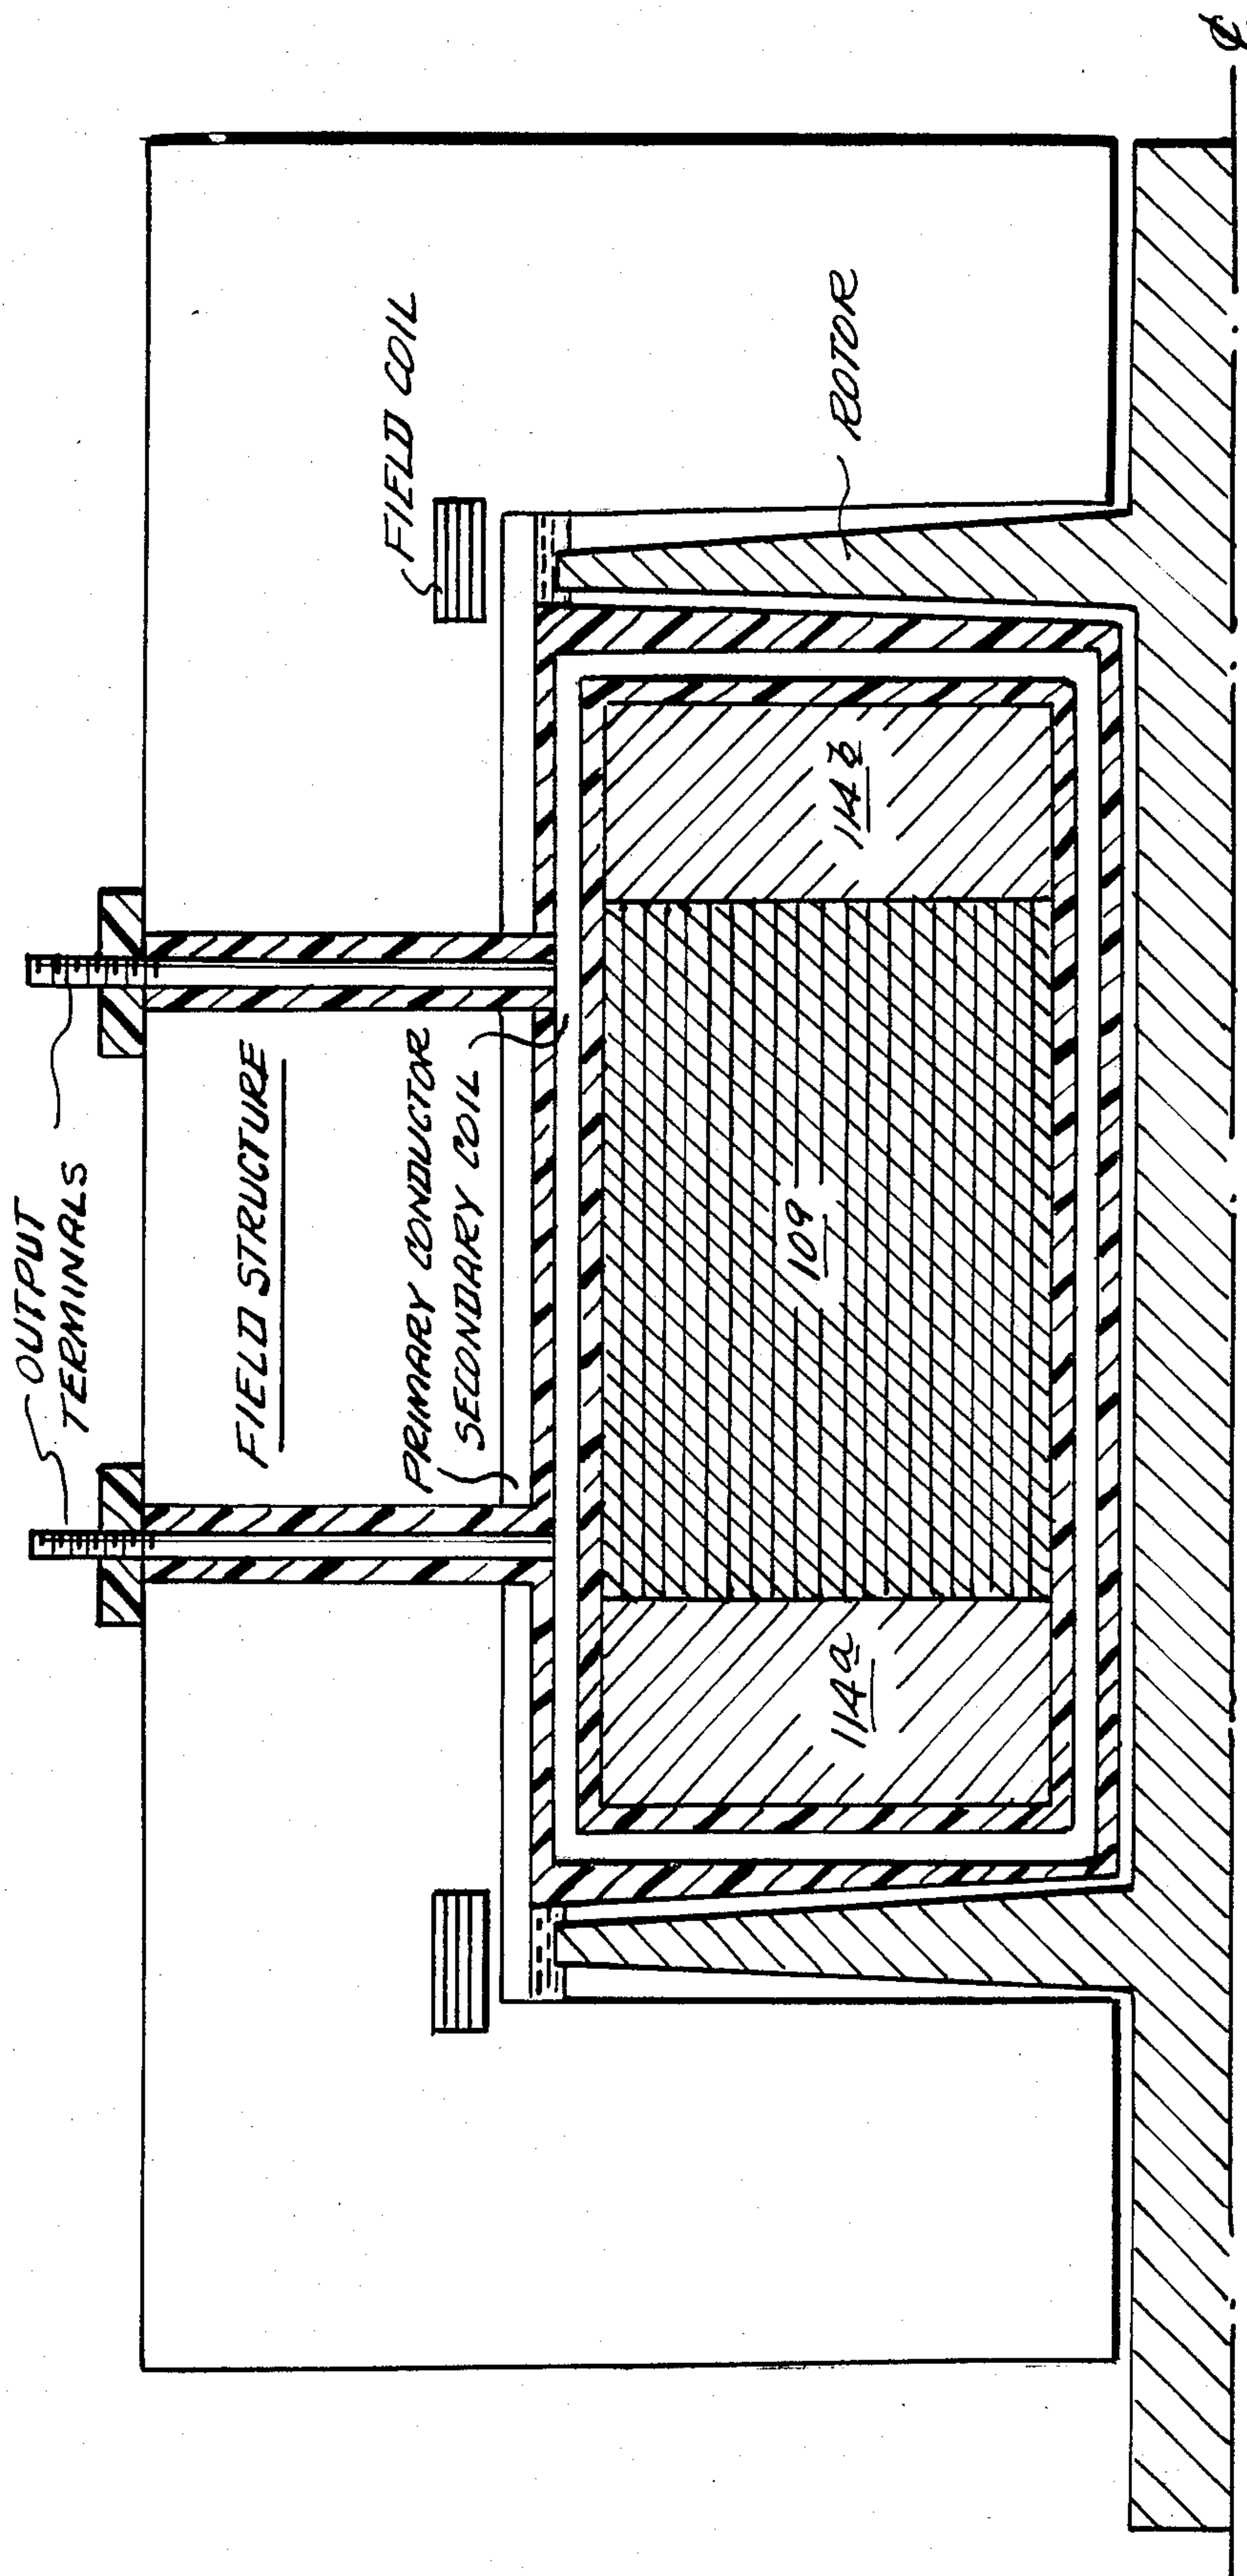 OUTPUT
TERMINALS
FIELD STRUCTURE
FIELD COIL
PRIMARY CONDUCTOR
SECONDARY COIL
ROTOR
114a
109
114b
℄